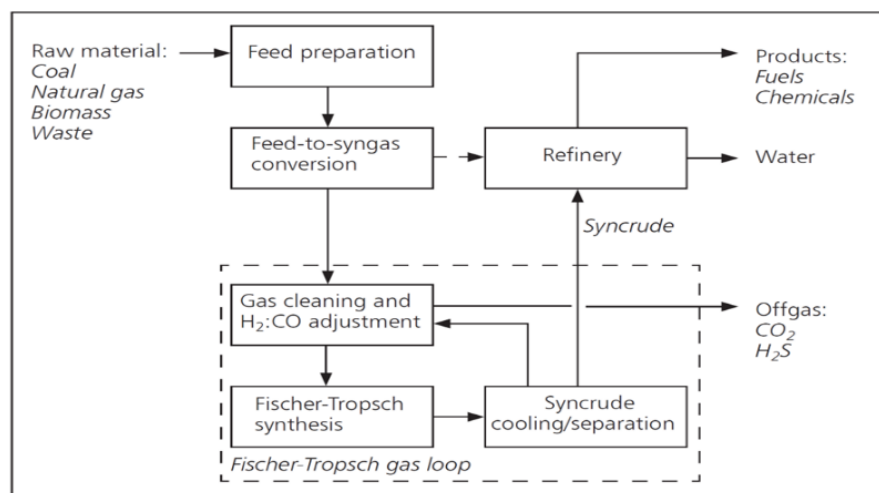 Raw material:
Coal
Natural gas
Biomass
Waste
Feed preparation
Products:
Fuels
Chemicals
Feed-to-syngas
conversion
Refinery
Water
Syncrude
Gas cleaning and
H₂:CO adjustment
Offgas:
CO₂
H₂S
Fischer-Tropsch
synthesis
Syncrude
cooling/separation
Fischer-Tropsch gas loop